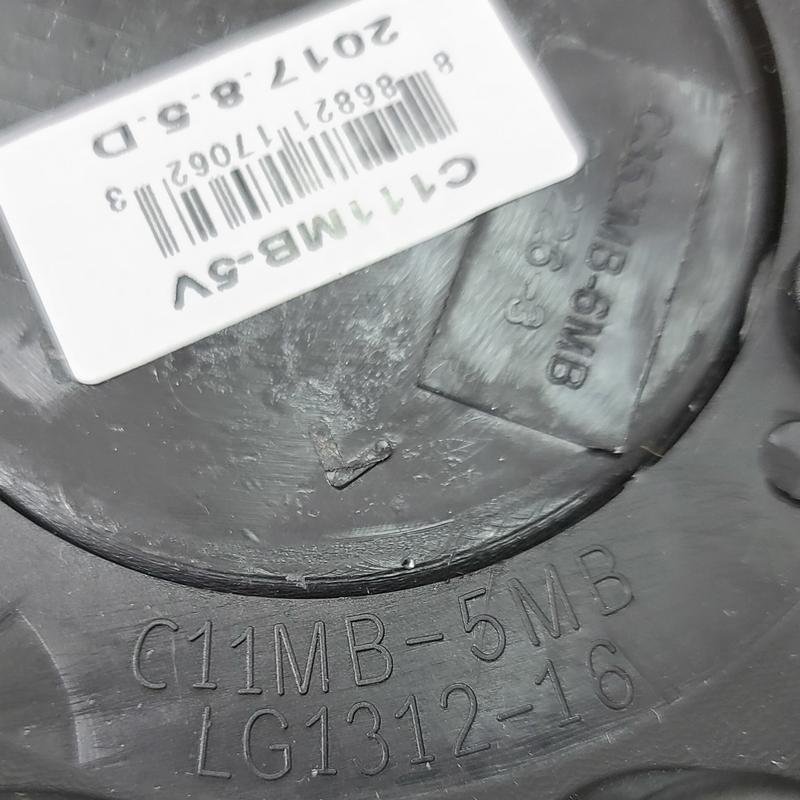 C111MB-5V
8 86821 17062 3
2017.8.5.D
L
C11MB-5MB
LG1312-16